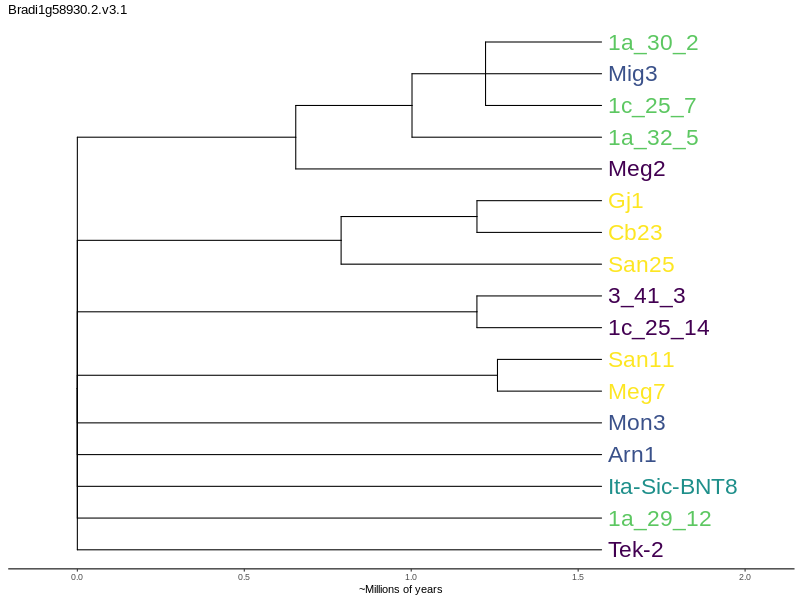 Bradi1g58930.2.v3.1
1a_30_2
Mig3
1c_25_7
1a_32_5
Meg2
Gj1
Cb23
San25
3_41_3
1c_25_14
San11
Meg7
Mon3
Arn1
Ita-Sic-BNT8
1a_29_12
Tek-2
0.0 0.5 1.0 1.5 2.0
~Millions of years